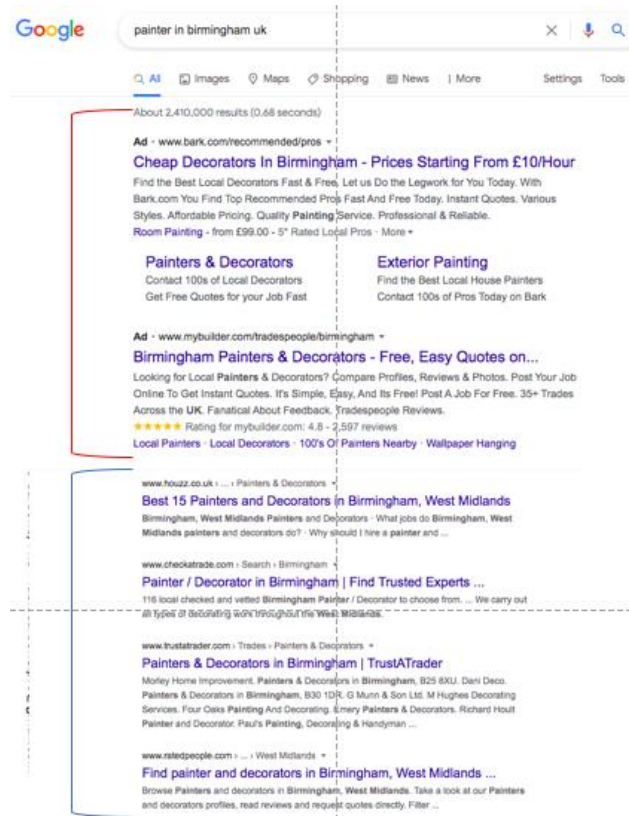 Google
painter in birmingham uk
All Images Maps Shopping News More Settings Tools
About 2,410,000 results (0.68 seconds)
Ad · www.bark.com/recommended/pros
Cheap Decorators In Birmingham - Prices Starting From £10/Hour
Find the Best Local Decorators Fast & Free, Let us Do the Legwork for You Today. With
Bark.com You Find Top Recommended Pros Fast And Free Today. Instant Quotes. Various
Styles. Affordable Pricing. Quality Painting Service. Professional & Reliable.
Room Painting - from £99.00 - 5* Rated Local Pros · More
Painters & Decorators
Contact 100s of Local Decorators
Get Free Quotes for your Job Fast
Exterior Painting
Find the Best Local House Painters
Contact 100s of Pros Today on Bark
Ad · www.mybuilder.com/tradespeople/birmingham
Birmingham Painters & Decorators - Free, Easy Quotes on...
Looking for Local Painters & Decorators? Compare Profiles, Reviews & Photos. Post Your Job
Online To Get Instant Quotes. It's Simple, Easy, And Its Free! Post A Job For Free. 35+ Trades
Across the UK. Fanatical About Feedback. Tradespeople Reviews.
★★★★★ Rating for mybuilder.com: 4.8 - 2,597 reviews
Local Painters · Local Decorators · 100's Of Painters Nearby · Wallpaper Hanging
www.houzz.co.uk › ... › Painters & Decorators
Best 15 Painters and Decorators in Birmingham, West Midlands
Birmingham, West Midlands Painters and Decorators · What jobs do Birmingham, West
Midlands painters and decorators do? · Why should I hire a painter and ...
www.checkatrade.com › Search › Birmingham
Painter / Decorator in Birmingham | Find Trusted Experts ...
116 local checked and vetted Birmingham Painter / Decorator to choose from. ... We carry out
all types of decorating work throughout the West Midlands.
www.trustatrader.com › Trades › Painters & Decorators
Painters & Decorators in Birmingham | TrustATrader
Morley Home Improvement. Painters & Decorators in Birmingham, B25 8XU. Dani Deco.
Painters & Decorators in Birmingham, B30 1DR. G Munn & Son Ltd. M Hughes Decorating
Services. Four Oaks Painting And Decorating. Emery Painters & Decorators. Richard Hoult
Painter and Decorator. Paul's Painting, Decorating & Handyman ...
www.ratedpeople.com › ... › West Midlands
Find painter and decorators in Birmingham, West Midlands ...
Browse Painters and decorators in Birmingham, West Midlands. Take a look at our Painters
and decorators profiles, read reviews and request quotes directly. Filter ...